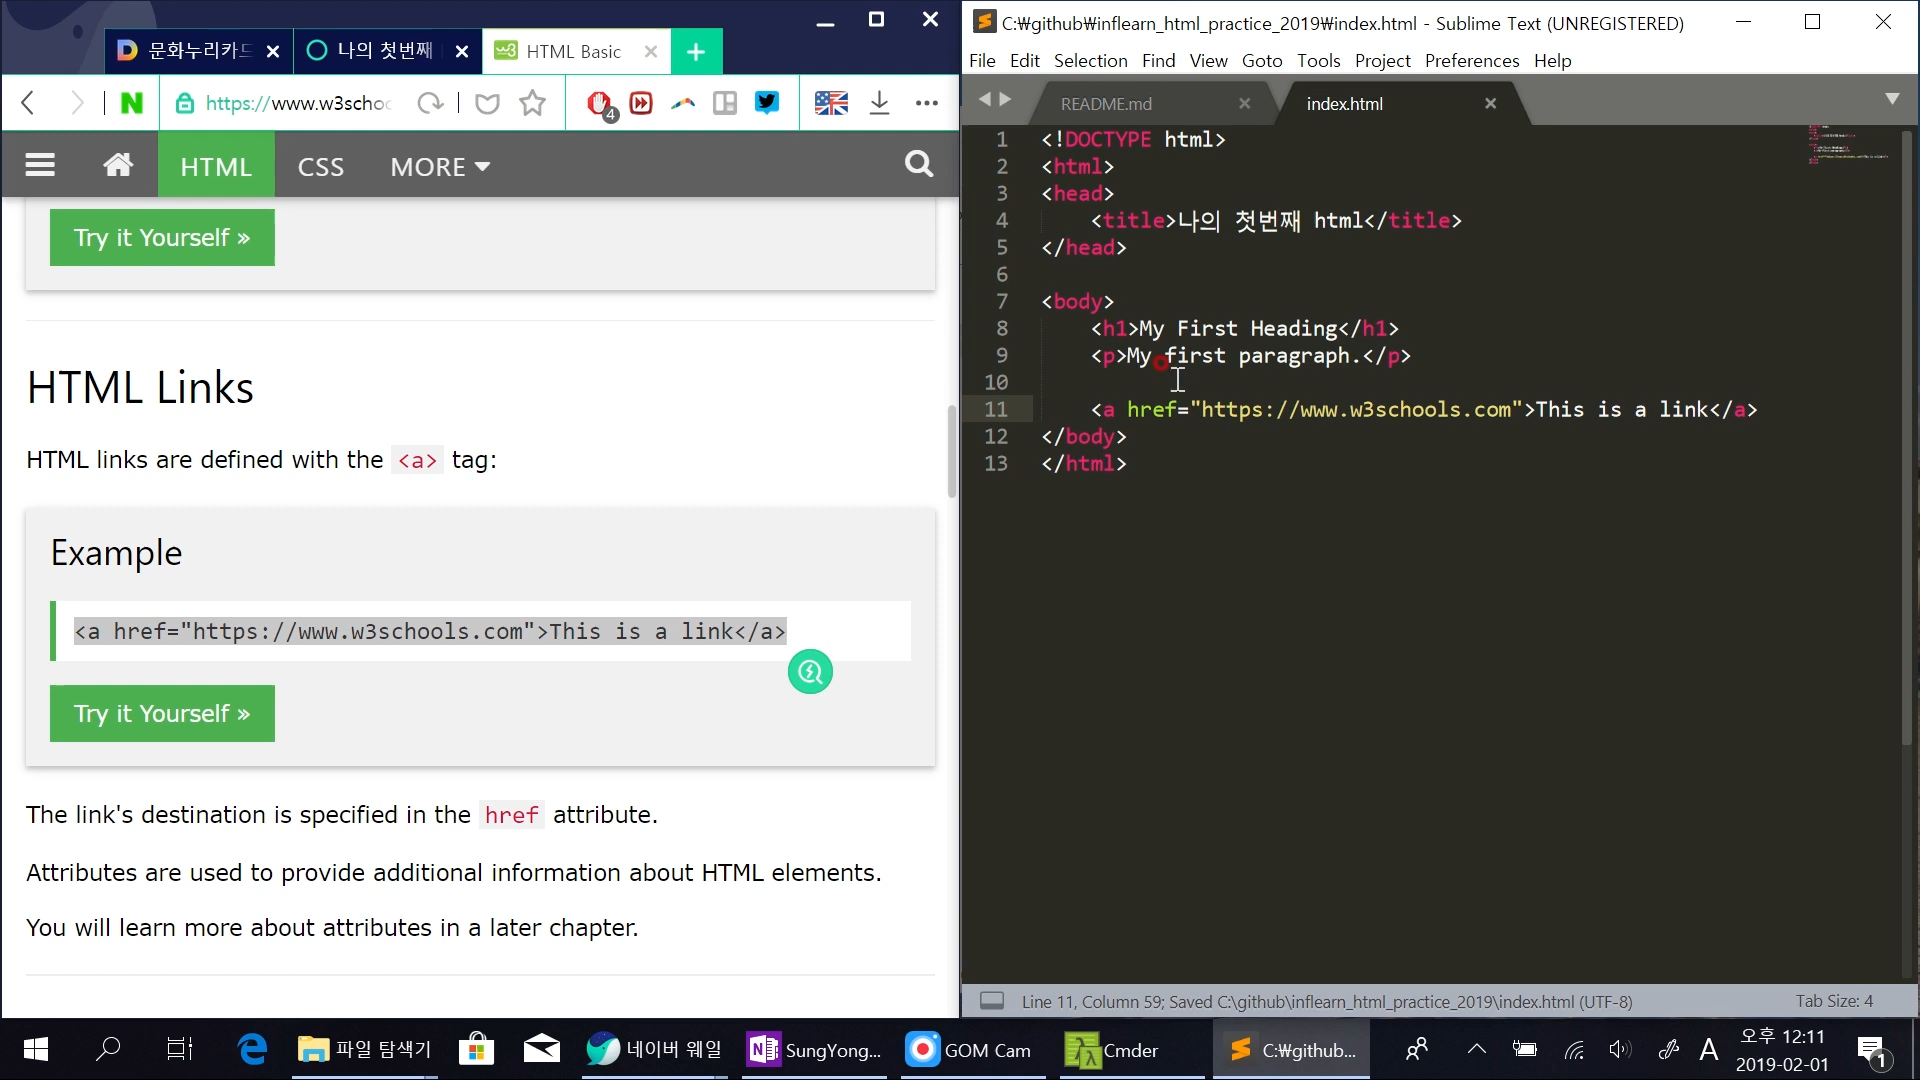 문화누리카드
나의 첫번째
HTML Basic
https://www.w3schoo
4
HTML
CSS
MORE
Try it Yourself »
HTML Links
HTML links are defined with the <a> tag:
Example
<a href="https://www.w3schools.com">This is a link</a>
Try it Yourself »
The link's destination is specified in the href attribute.
Attributes are used to provide additional information about HTML elements.
You will learn more about attributes in a later chapter.
C:₩github₩inflearn_html_practice_2019₩index.html - Sublime Text (UNREGISTERED)
File Edit Selection Find View Goto Tools Project Preferences Help
README.md
index.html
1 <!DOCTYPE html>
2 <html>
3 <head>
4 <title>나의 첫번째 html</title>
5 </head>
6
7 <body>
8 <h1>My First Heading</h1>
9 <p>My first paragraph.</p>
10
11 <a href="https://www.w3schools.com">This is a link</a>
12 </body>
13 </html>
Line 11, Column 59; Saved C:\github\inflearn_html_practice_2019\index.html (UTF-8)
Tab Size: 4
파일 탐색기
네이버 웨일
SungYong...
GOM Cam
Cmder
C:₩github...
A
오후 12:11
2019-02-01
1